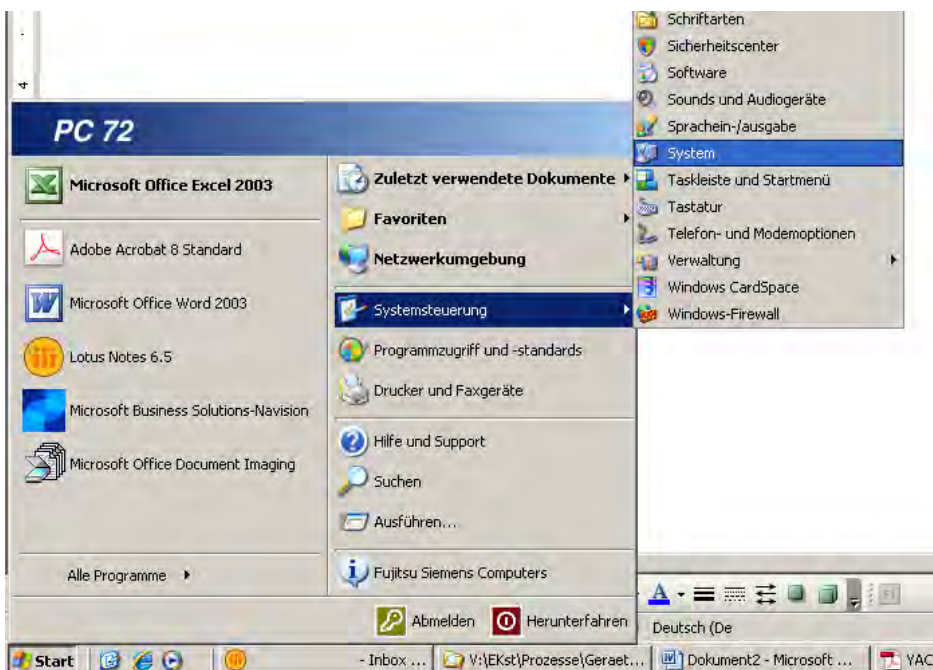 4
PC 72
Microsoft Office Excel 2003
Adobe Acrobat 8 Standard
Microsoft Office Word 2003
Lotus Notes 6.5
Microsoft Business Solutions-Navision
Microsoft Office Document Imaging
Alle Programme
Zuletzt verwendete Dokumente
Favoriten
Netzwerkumgebung
Systemsteuerung
Programmzugriff und -standards
Drucker und Faxgeräte
Hilfe und Support
Suchen
Ausführen...
Fujitsu Siemens Computers
Abmelden
Herunterfahren
Schriftarten
Sicherheitscenter
Software
Sounds und Audiogeräte
Sprachein-/ausgabe
System
Taskleiste und Startmenü
Tastatur
Telefon- und Modemoptionen
Verwaltung
Windows CardSpace
Windows-Firewall
A
Deutsch (De
Start
- Inbox ...
V:\EKst\Prozesse\Geraet...
Dokument2 - Microsoft ...
VAC